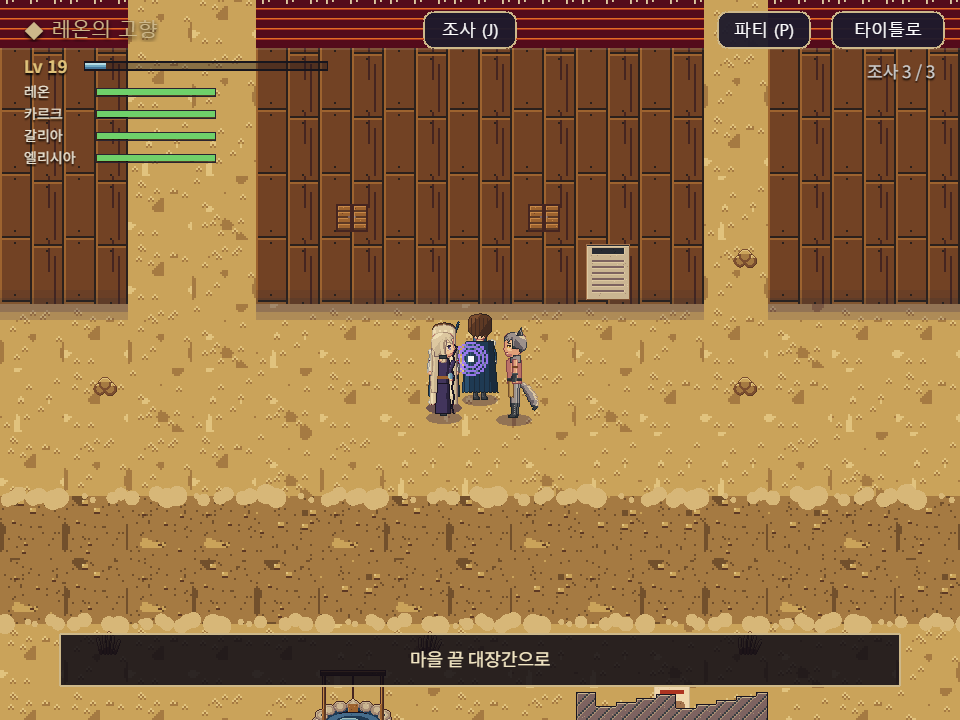 ◆ 레온의 고향
조사 (J)
파티 (P)
타이틀로
Lv 19
조사 3 / 3
레온
카르크
갈리아
엘리시아
마을 끝 대장간으로